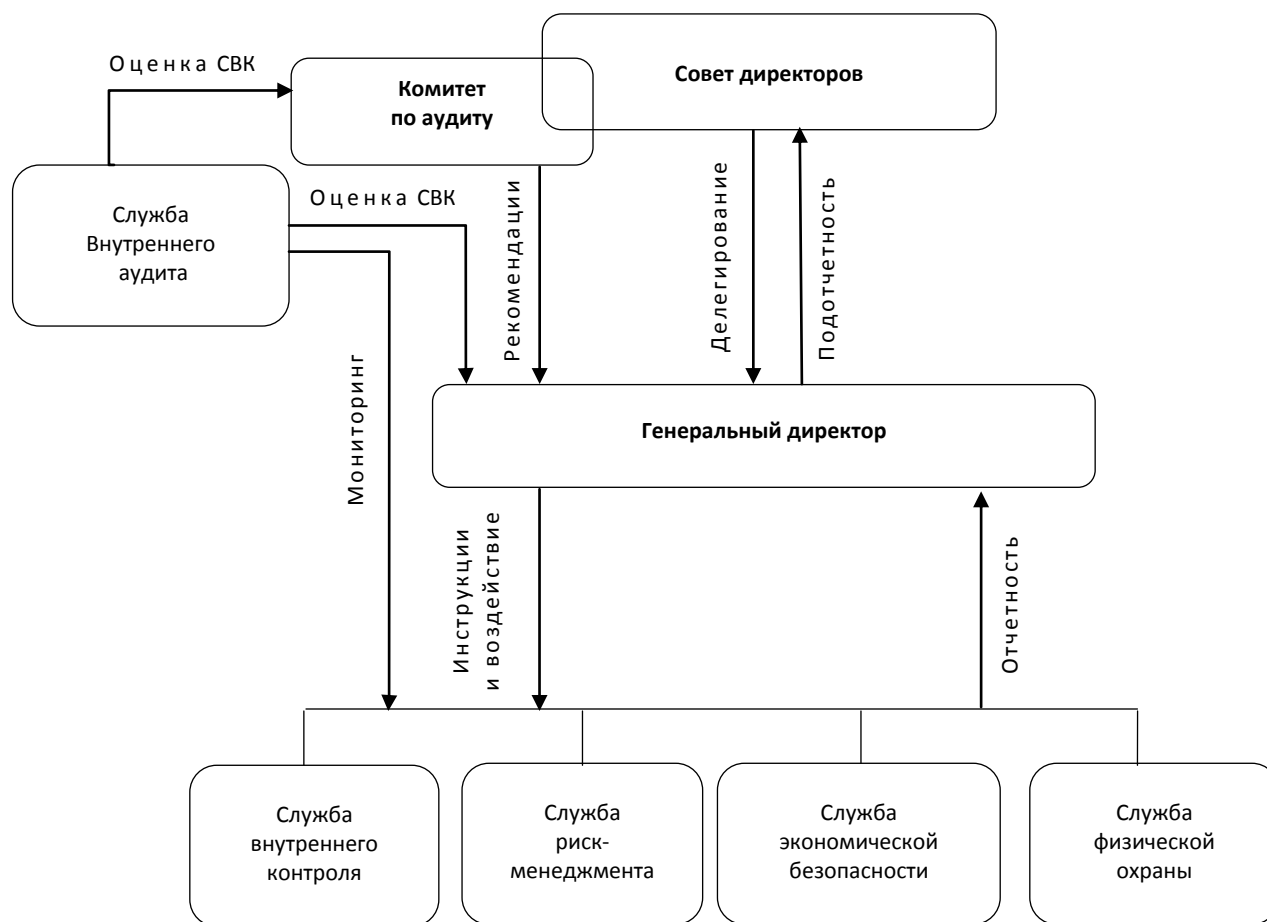 Оценка СВК
Совет директоров
Комитет
по аудиту
Служба
Внутреннего
аудита
Оценка СВК
Рекомендации
Делегирование
Подотчетность
Мониторинг
Генеральный директор
Инструкции
и воздействие
Отчетность
Служба
внутреннего
контроля
Служба
риск-
менеджмента
Служба
экономической
безопасности
Служба
физической
охраны